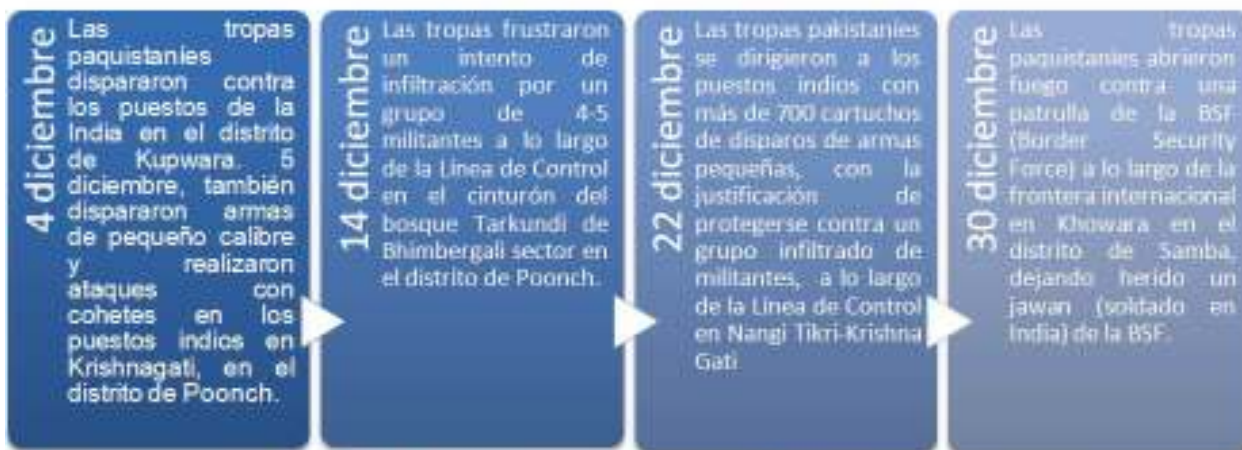 4 diciembre
Las tropas
paquistaníes
dispararon contra
los puestos de la
India en el distrito
de Kupwara. 5
diciembre, también
dispararon armas
de pequeño calibre
y realizaron
ataques con
cohetes en los
puestos indios en
Krishnagati, en el
distrito de Poonch.
14 diciembre
Las tropas frustraron
un intento de
infiltración por un
grupo de 4-5
militantes a lo largo
de la Línea de Control
en el cinturón del
bosque Tarkundi de
Bhimbergali sector en
el distrito de Poonch.
22 diciembre
Las tropas pakistaníes
se dirigieron a los
puestos indios con
más de 700 cartuchos
de disparos de armas
pequeñas, con la
justificación de
protegerse contra un
grupo infiltrado de
militantes, a lo largo
de la Línea de Control
en Nangi Tikri-Krishna
Gati
30 diciembre
Las tropas
paquistaníes abrieron
fuego contra una
patrulla de la BSF
(Border Security
Force) a lo largo de la
frontera internacional
en Khowara en el
distrito de Samba,
dejando herido un
jawan (soldado en
India) de la BSF.